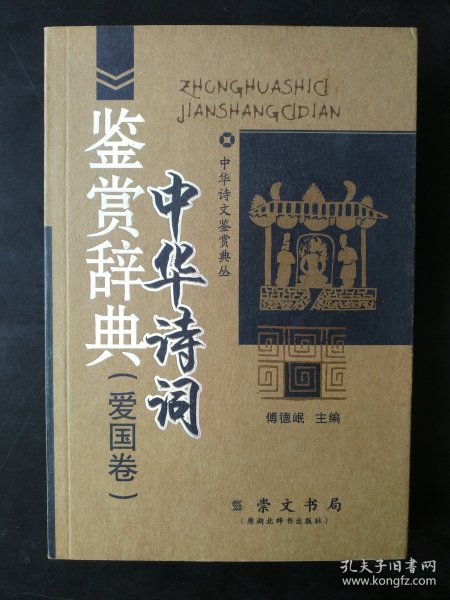 ZHONGHUASHICI
JIANSHANGCIDIAN
中华诗文鉴赏典丛
中华诗词
鉴赏辞典
(爱国卷)
傅德岷 主编
崇文书局
(原湖北辞书出版社)
孔夫子旧书网
www.kongfz.com